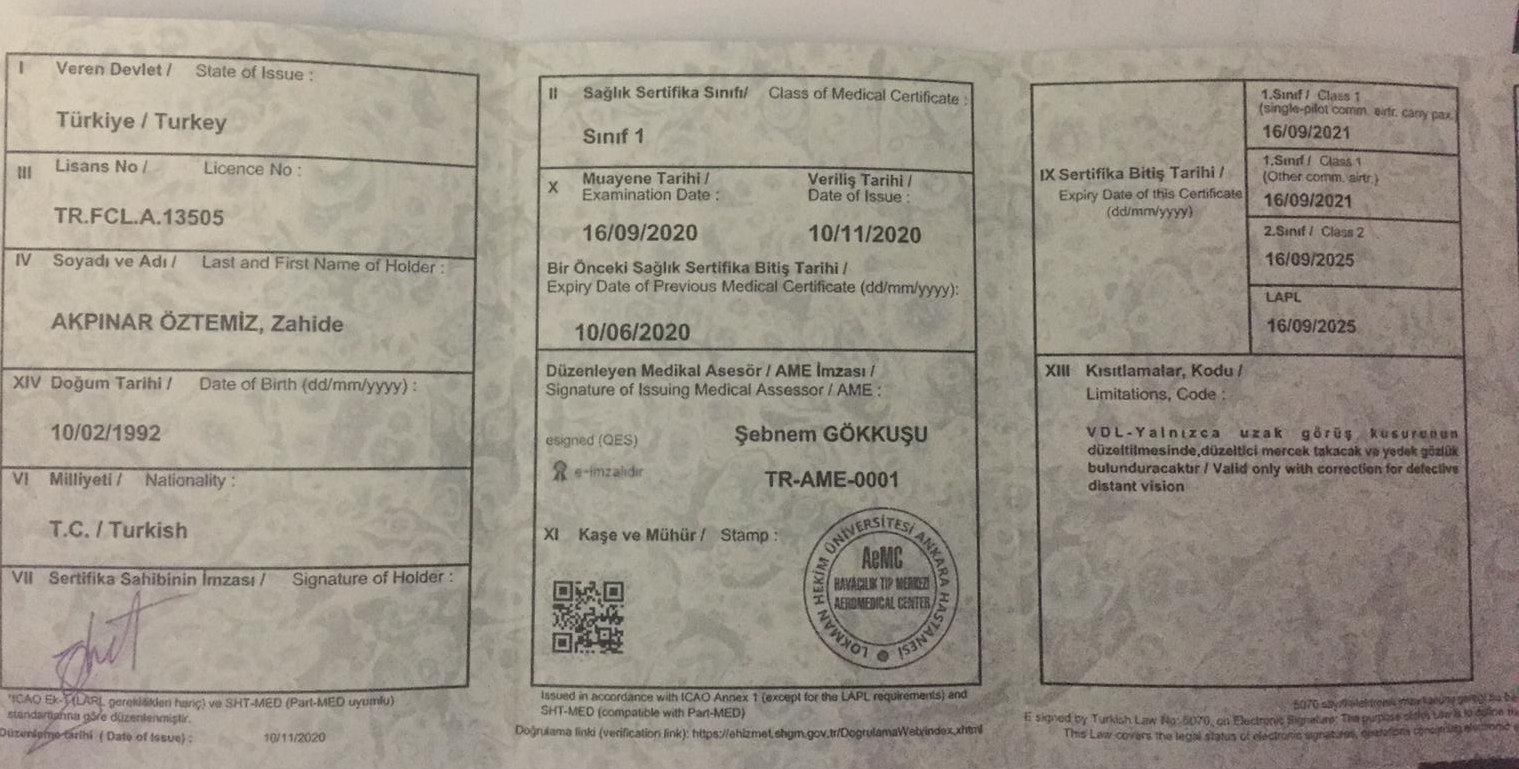 I Veren Devlet / State of Issue :
Türkiye / Turkey
III Lisans No / Licence No :
TR.FCL.A.13505
IV Soyadı ve Adı / Last and First Name of Holder :
AKPINAR ÖZTEMİZ, Zahide
XIV Doğum Tarihi / Date of Birth (dd/mm/yyyy) :
10/02/1992
VI Milliyeti / Nationality :
T.C. / Turkish
VII Sertifika Sahibinin İmzası / Signature of Holder :
*ICAO Ek-1 (LAPL gereklilikleri hariç) ve SHT-MED (Part-MED uyumlu)
standartlarına göre düzenlenmiştir.
Düzenleme tarihi ( Date of Issue) : 10/11/2020
II Sağlık Sertifika Sınıfı/ Class of Medical Certificate :
Sınıf 1
X Muayene Tarihi / Veriliş Tarihi /
Examination Date : Date of Issue :
16/09/2020 10/11/2020
Bir Önceki Sağlık Sertifika Bitiş Tarihi /
Expiry Date of Previous Medical Certificate (dd/mm/yyyy):
10/06/2020
Düzenleyen Medikal Asesör / AME İmzası /
Signature of Issuing Medical Assessor / AME :
esigned (QES) Şebnem GÖKKUŞU
e-imzalıdır TR-AME-0001
XI Kaşe ve Mühür / Stamp :
LOKMAN HEKİM ÜNİVERSİTESİ ANKARA HASTANESİ
AeMC
HAVACILIK TIP MERKEZİ
AEROMEDICAL CENTER
Issued in accordance with ICAO Annex 1 (except for the LAPL requirements) and
SHT-MED (compatible with Part-MED)
Doğrulama linki (verification link): https://ehizmet.shgm.gov.tr/DogrulamaWeb/index.xhtml
IX Sertifika Bitiş Tarihi /
Expiry Date of this Certificate
(dd/mm/yyyy)
1.Sınıf / Class 1
(single-pilot comm. airtr. carry pax.)
16/09/2021
1.Sınıf / Class 1
(Other comm. airtr.)
16/09/2021
2.Sınıf / Class 2
16/09/2025
LAPL
16/09/2025
XIII Kısıtlamalar, Kodu /
Limitations, Code :
VDL-Yalnızca uzak görüş kusurunun
düzeltilmesinde,düzeltici mercek takacak ve yedek gözlük
bulunduracaktır / Valid only with correction for defective
distant vision
5070 sayılı elektronik
E signed by Turkish Law No: 5070, on Electronic Signature: The purpose of this Law is to define
This Law covers the legal status of electronic signatures, operations concerning electronic